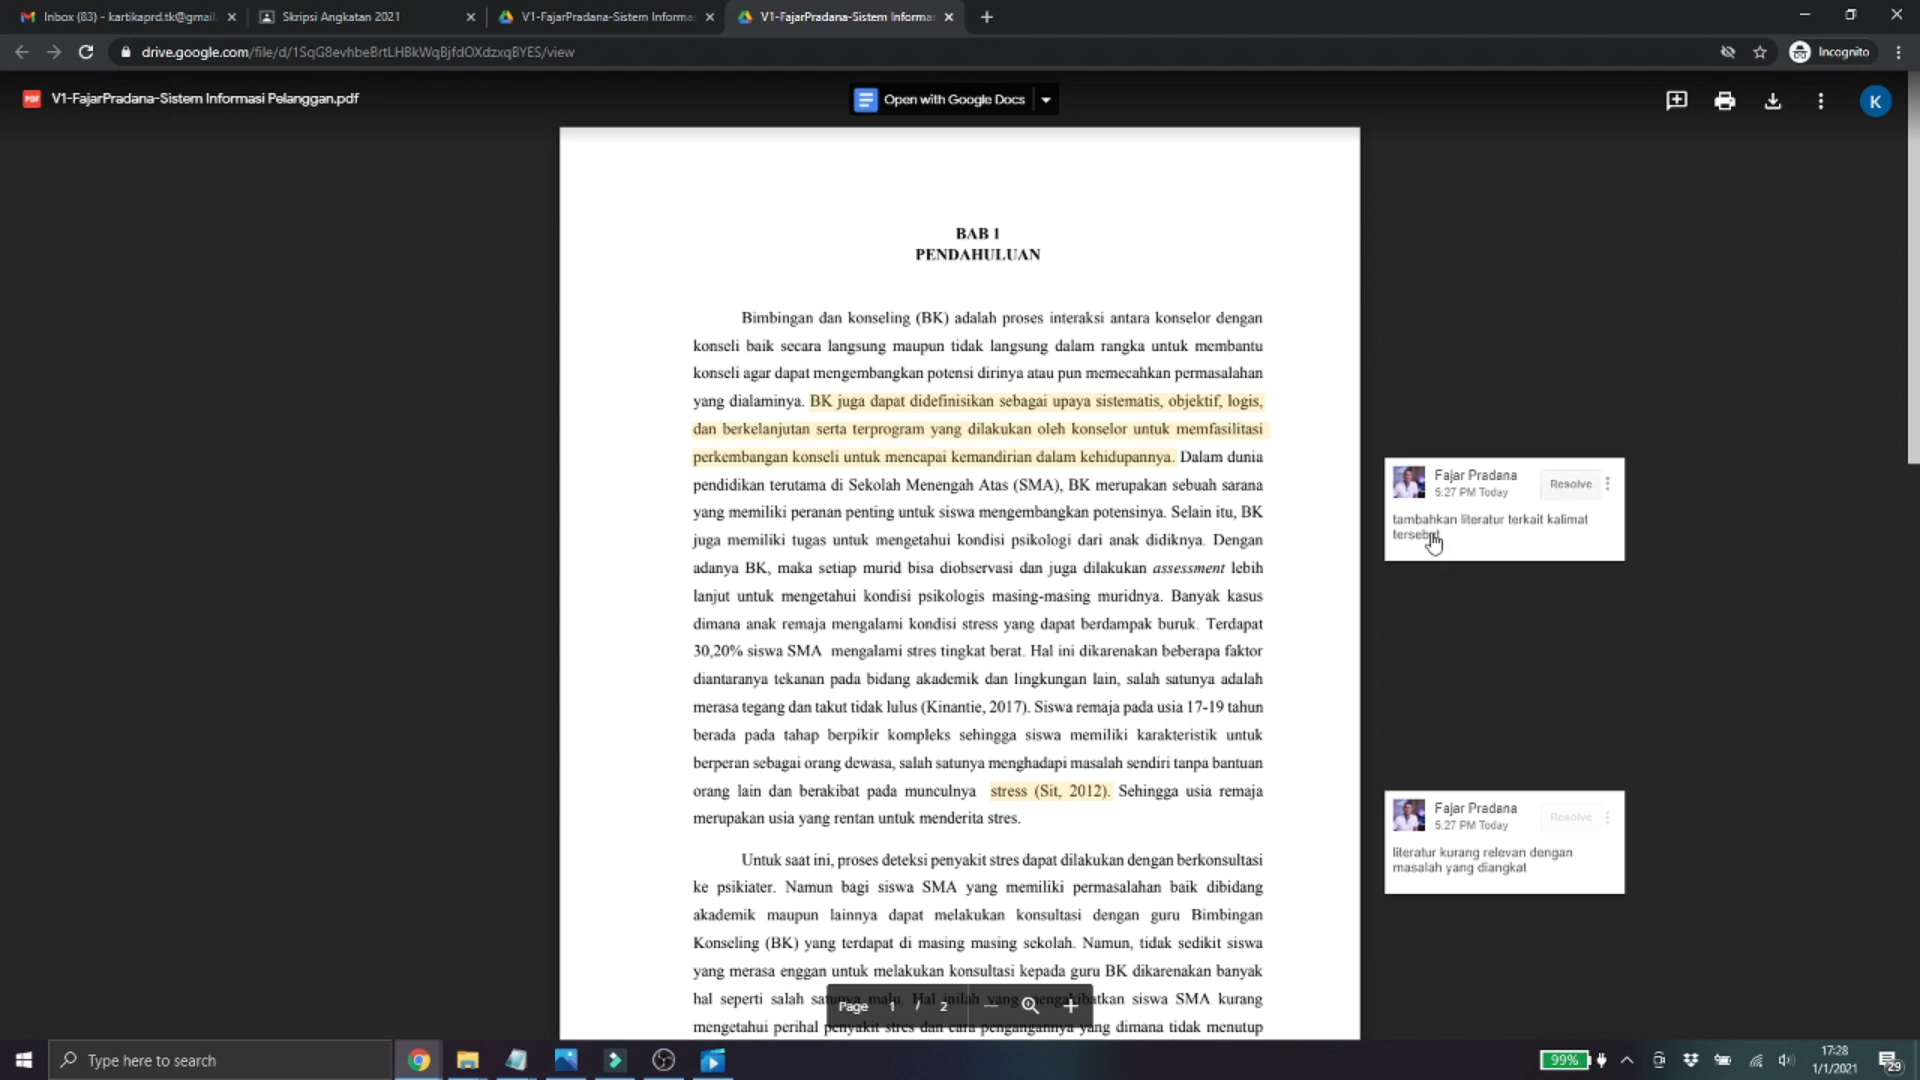 Inbox (83) - kartikaprd.tk@gmail.
Skripsi Angkatan 2021
V1-FajarPradana-Sistem Informa
V1-FajarPradana-Sistem Informa
drive.google.com/file/d/1SqG8evhbeBrtLHBkWqBjfdOXdzxqBYES/view
Incognito
PDF
V1-FajarPradana-Sistem Informasi Pelanggan.pdf
Open with Google Docs
K
BAB 1
PENDAHULUAN
Bimbingan dan konseling (BK) adalah proses interaksi antara konselor dengan
konseli baik secara langsung maupun tidak langsung dalam rangka untuk membantu
konseli agar dapat mengembangkan potensi dirinya atau pun memecahkan permasalahan
yang dialaminya. BK juga dapat didefinisikan sebagai upaya sistematis, objektif, logis,
dan berkelanjutan serta terprogram yang dilakukan oleh konselor untuk memfasilitasi
perkembangan konseli untuk mencapai kemandirian dalam kehidupannya. Dalam dunia
pendidikan terutama di Sekolah Menengah Atas (SMA), BK merupakan sebuah sarana
yang memiliki peranan penting untuk siswa mengembangkan potensinya. Selain itu, BK
juga memiliki tugas untuk mengetahui kondisi psikologi dari anak didiknya. Dengan
adanya BK, maka setiap murid bisa diobservasi dan juga dilakukan assessment lebih
lanjut untuk mengetahui kondisi psikologis masing-masing muridnya. Banyak kasus
dimana anak remaja mengalami kondisi stress yang dapat berdampak buruk. Terdapat
30,20% siswa SMA mengalami stres tingkat berat. Hal ini dikarenakan beberapa faktor
diantaranya tekanan pada bidang akademik dan lingkungan lain, salah satunya adalah
merasa tegang dan takut tidak lulus (Kinantie, 2017). Siswa remaja pada usia 17-19 tahun
berada pada tahap berpikir kompleks sehingga siswa memiliki karakteristik untuk
berperan sebagai orang dewasa, salah satunya menghadapi masalah sendiri tanpa bantuan
orang lain dan berakibat pada munculnya stress (Sit, 2012). Sehingga usia remaja
merupakan usia yang rentan untuk menderita stres.
Untuk saat ini, proses deteksi penyakit stres dapat dilakukan dengan berkonsultasi
ke psikiater. Namun bagi siswa SMA yang memiliki permasalahan baik dibidang
akademik maupun lainnya dapat melakukan konsultasi dengan guru Bimbingan
Konseling (BK) yang terdapat di masing masing sekolah. Namun, tidak sedikit siswa
yang merasa enggan untuk melakukan konsultasi kepada guru BK dikarenakan banyak
hal seperti salah satunya malu. Hal inilah yang mengakibatkan siswa SMA kurang
mengetahui perihal penyakit stres dan cara pengangannya yang dimana tidak menutup
Fajar Pradana
5:27 PM Today
Resolve
tambahkan literatur terkait kalimat
tersebut
Fajar Pradana
5:27 PM Today
Resolve
literatur kurang relevan dengan
masalah yang diangkat
Page 1 / 2
Type here to search
99%
17:28
1/1/2021
29